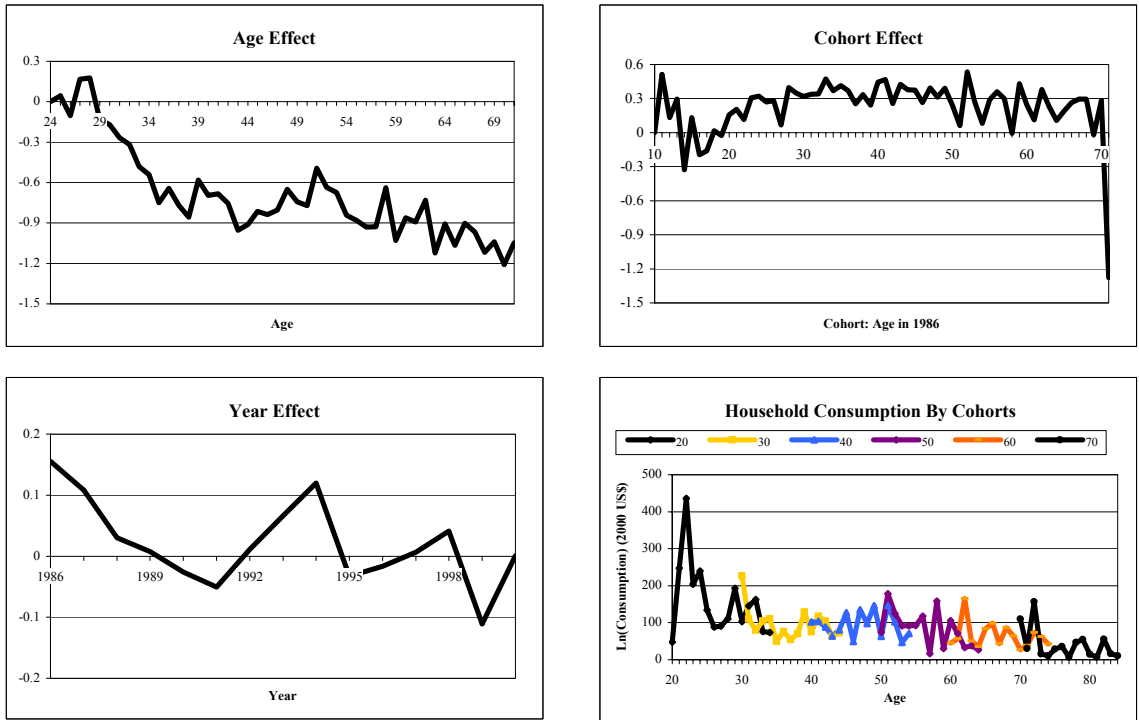 Age Effect
0.3
0
-0.3
-0.6
-0.9
-1.2
-1.5
24 29 34 39 44 49 54 59 64 69
Age
Cohort Effect
0.6
0.3
0
-0.3
-0.6
-0.9
-1.2
-1.5
10 20 30 40 50 60 70
Cohort: Age in 1986
Year Effect
0.2
0.1
0
-0.1
-0.2
1986 1989 1992 1995 1998
Year
Household Consumption By Cohorts
20 30 40 50 60 70
Ln(Consumption) (2000 US$)
500
400
300
200
100
0
20 30 40 50 60 70 80
Age